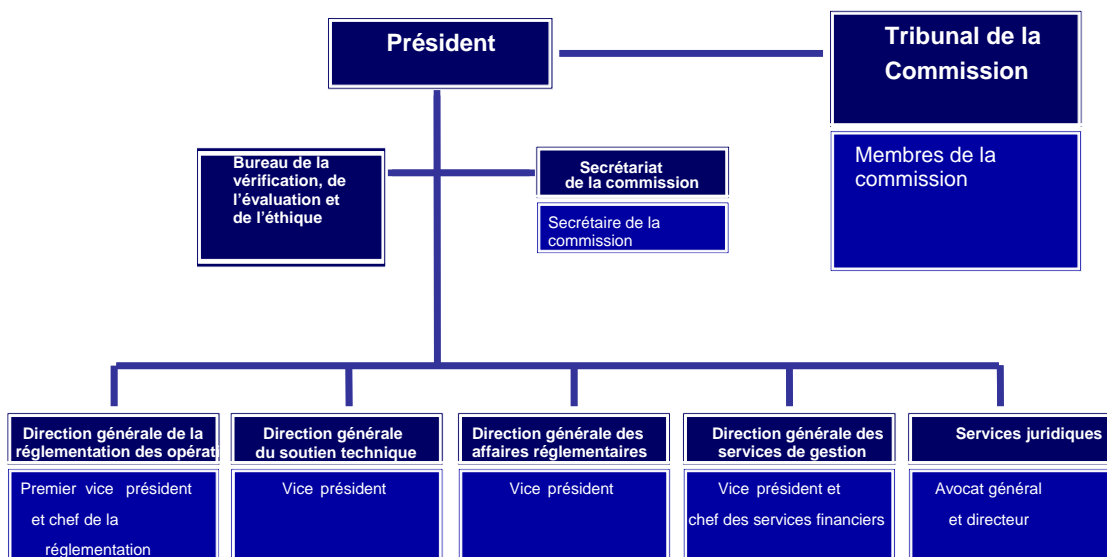 Président
Tribunal de la
Commission
Membres de la
commission
Bureau de la
vérification, de
l'évaluation et
de l'éthique
Secrétariat
de la commission
Secrétaire de la
commission
Direction générale de la
réglementation des opérati
Premier vice président
et chef de la
réglementation
Direction générale
du soutien technique
Vice président
Direction générale des
affaires réglementaires
Vice président
Direction générale des
services de gestion
Vice président et
chef des services financiers
Services juridiques
Avocat général
et directeur